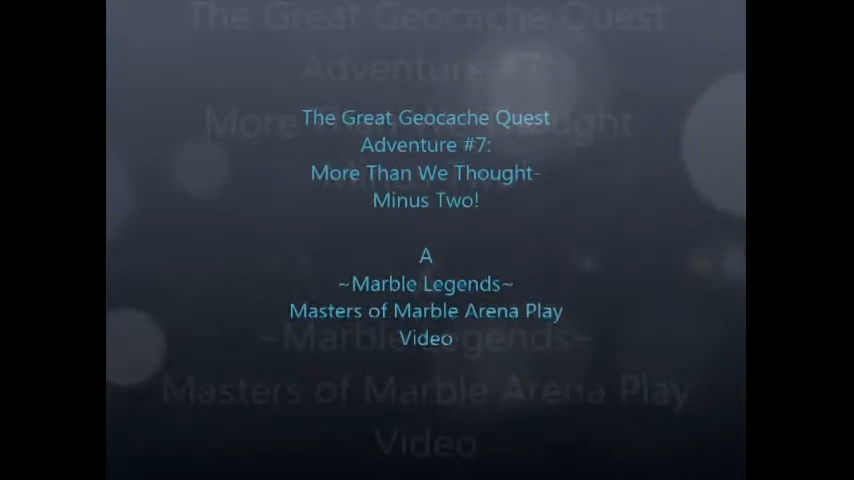 The Great Geocache Quest
Adventure #7:
More Than We Thought-
Minus Two!
A
~Marble Legends~
Masters of Marble Arena Play
Video